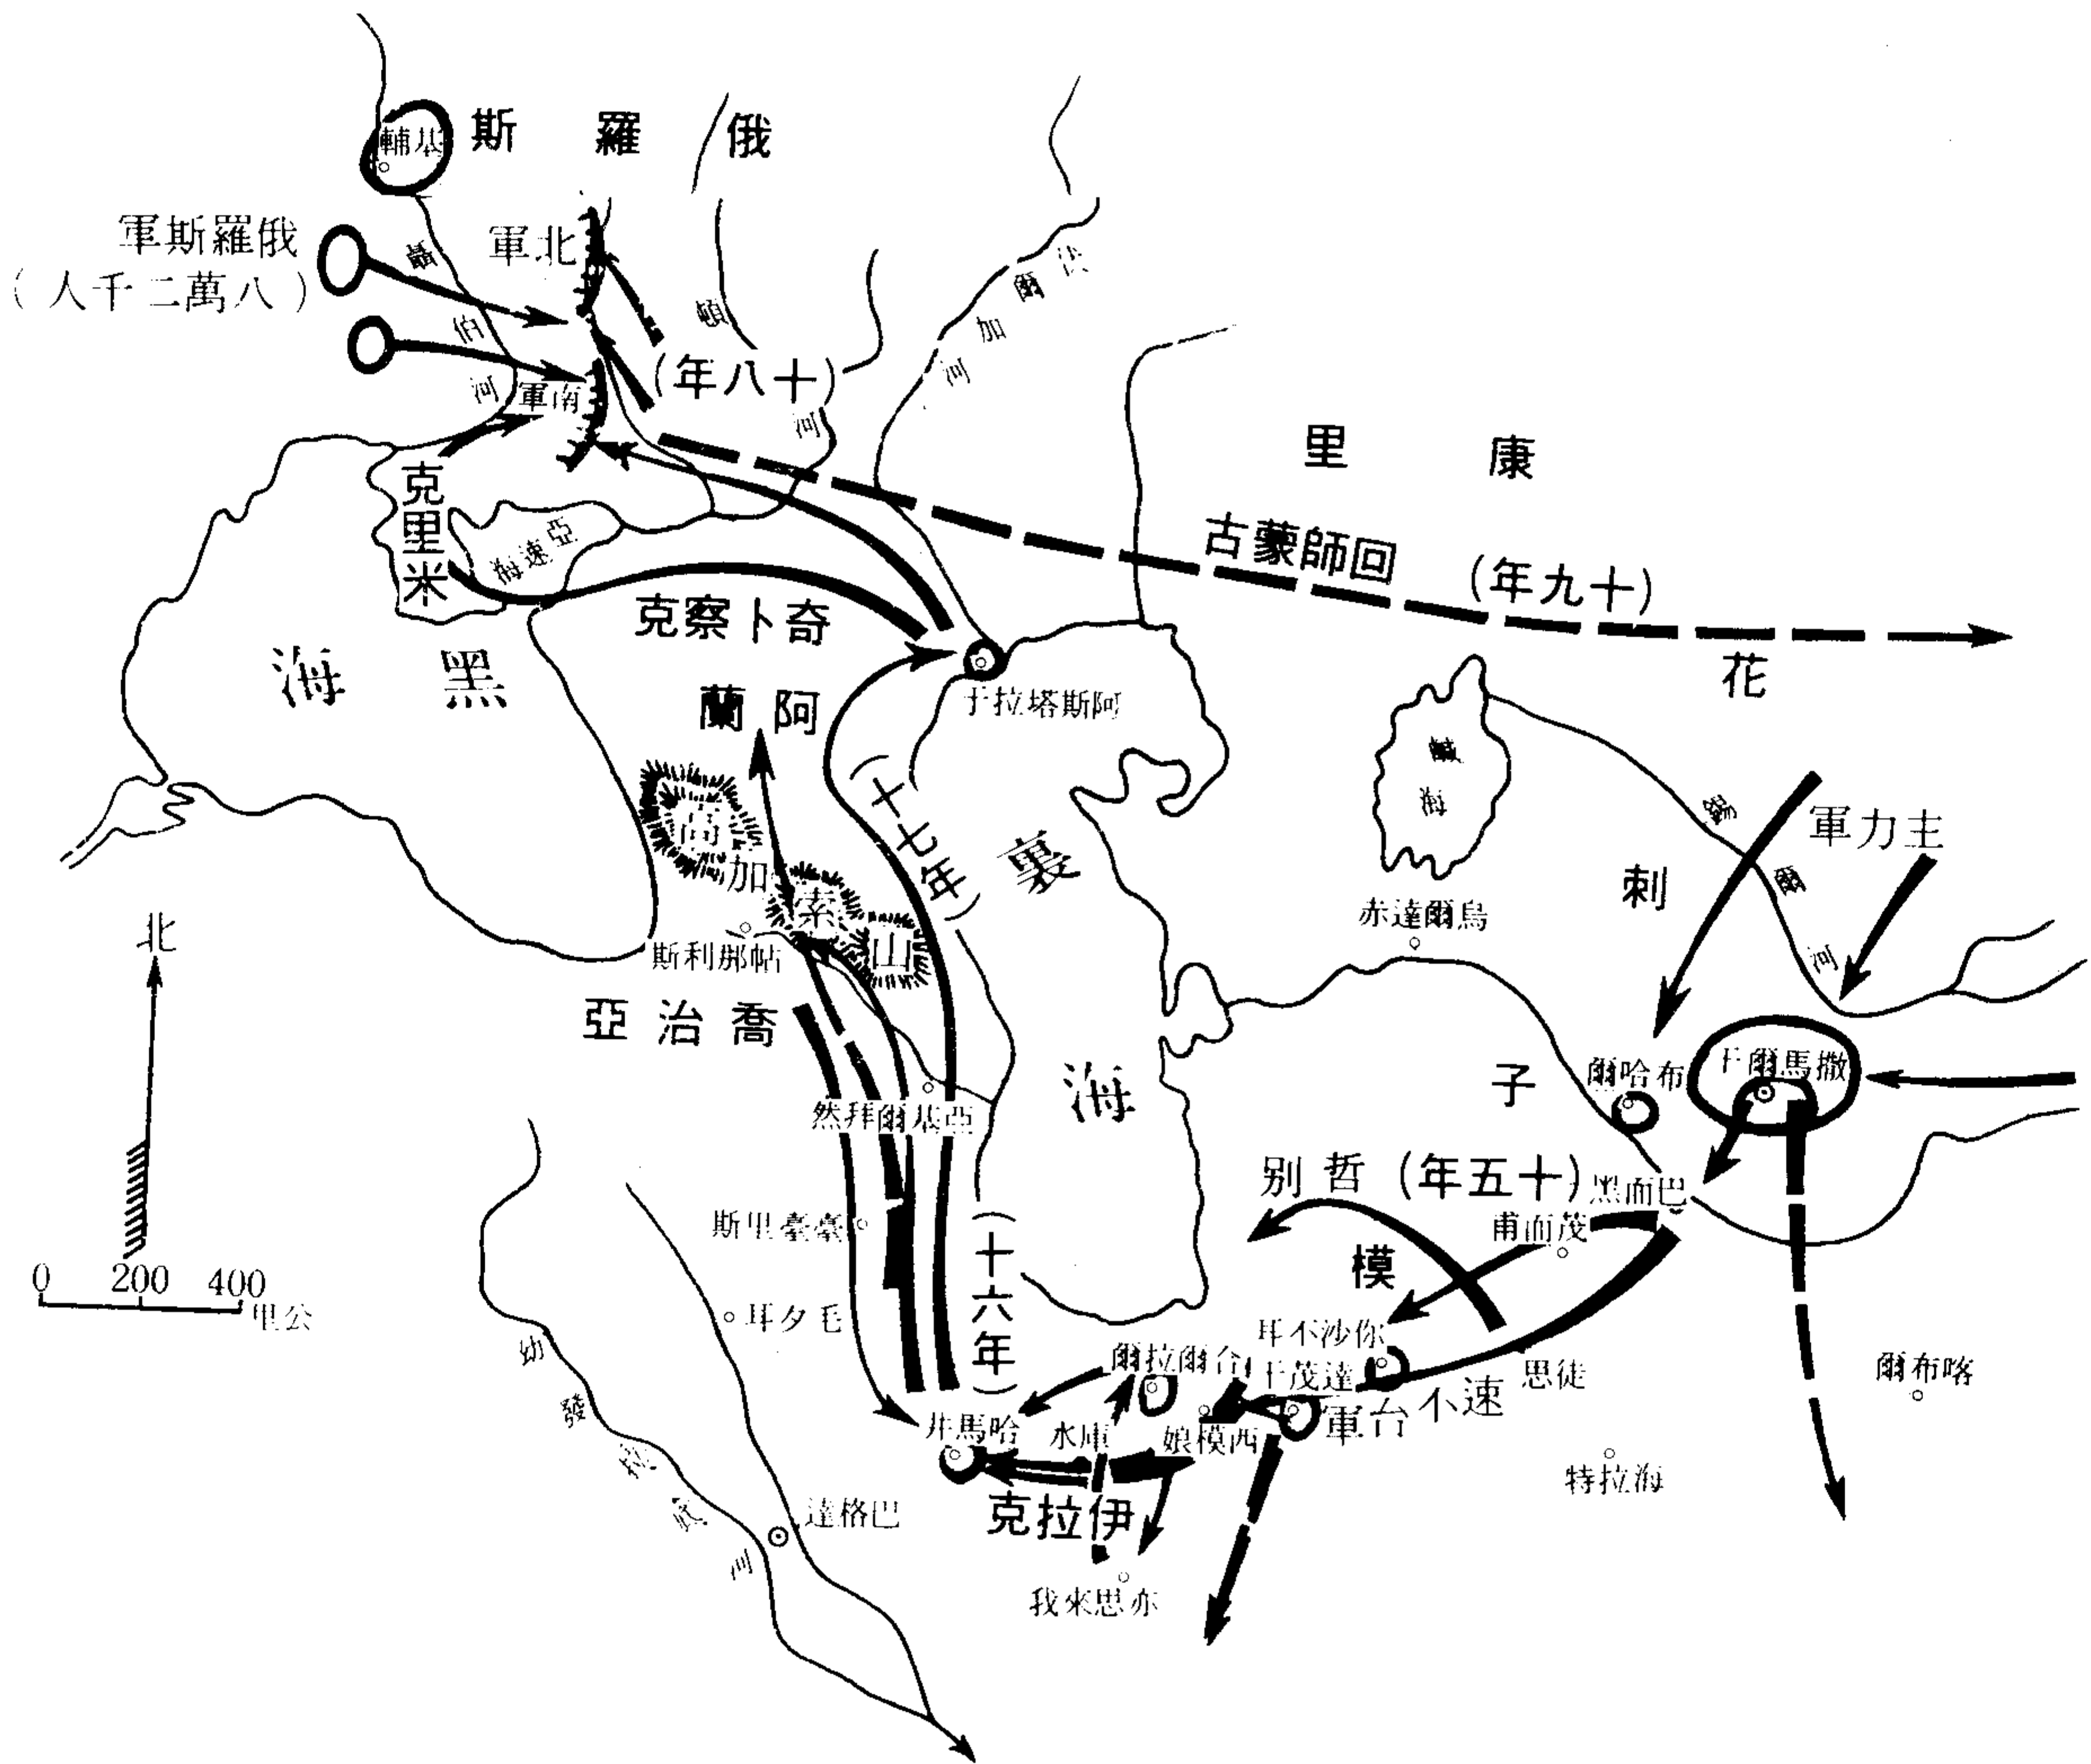 俄羅斯
基輔
俄羅斯軍
(八萬二千人)
北軍
南軍
聶伯河
頓河
伏爾加河
(十八年)
康里
回師蒙古
(十九年)
克里米
亞速海
奇卜察克
黑海
阿蘭
阿斯塔拉干
(十七年)
花剌子模
鹹海
錫爾河
主力軍
高加索山
裏海
烏爾達赤
帖那利斯
喬治亞
北
撒馬爾干
布哈爾
亞基爾拜然
哲別
(十五年)
巴而黑
茂而甫
臺臺里斯
(十六年)
0 200 400
公里
毛夕耳
你沙不耳
合爾拉爾
達茂干
徒思
喀布爾
速不台軍
哈馬丹
庫水
西模娘
海拉特
伊拉克
幼發拉底河
巴格達
亦思來我